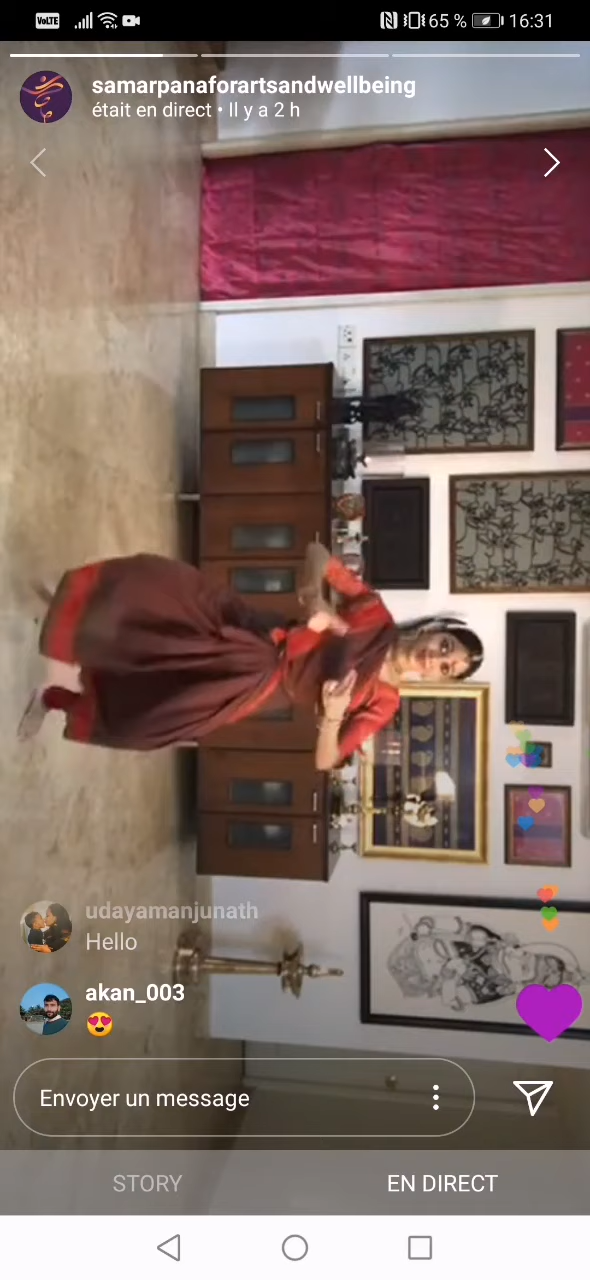 VoLTE 65 % 16:31
samarpanaforartsandwellbeing
était en direct • Il y a 2 h
udayamanjunath
Hello
akan_003
😍
Envoyer un message
STORY EN DIRECT